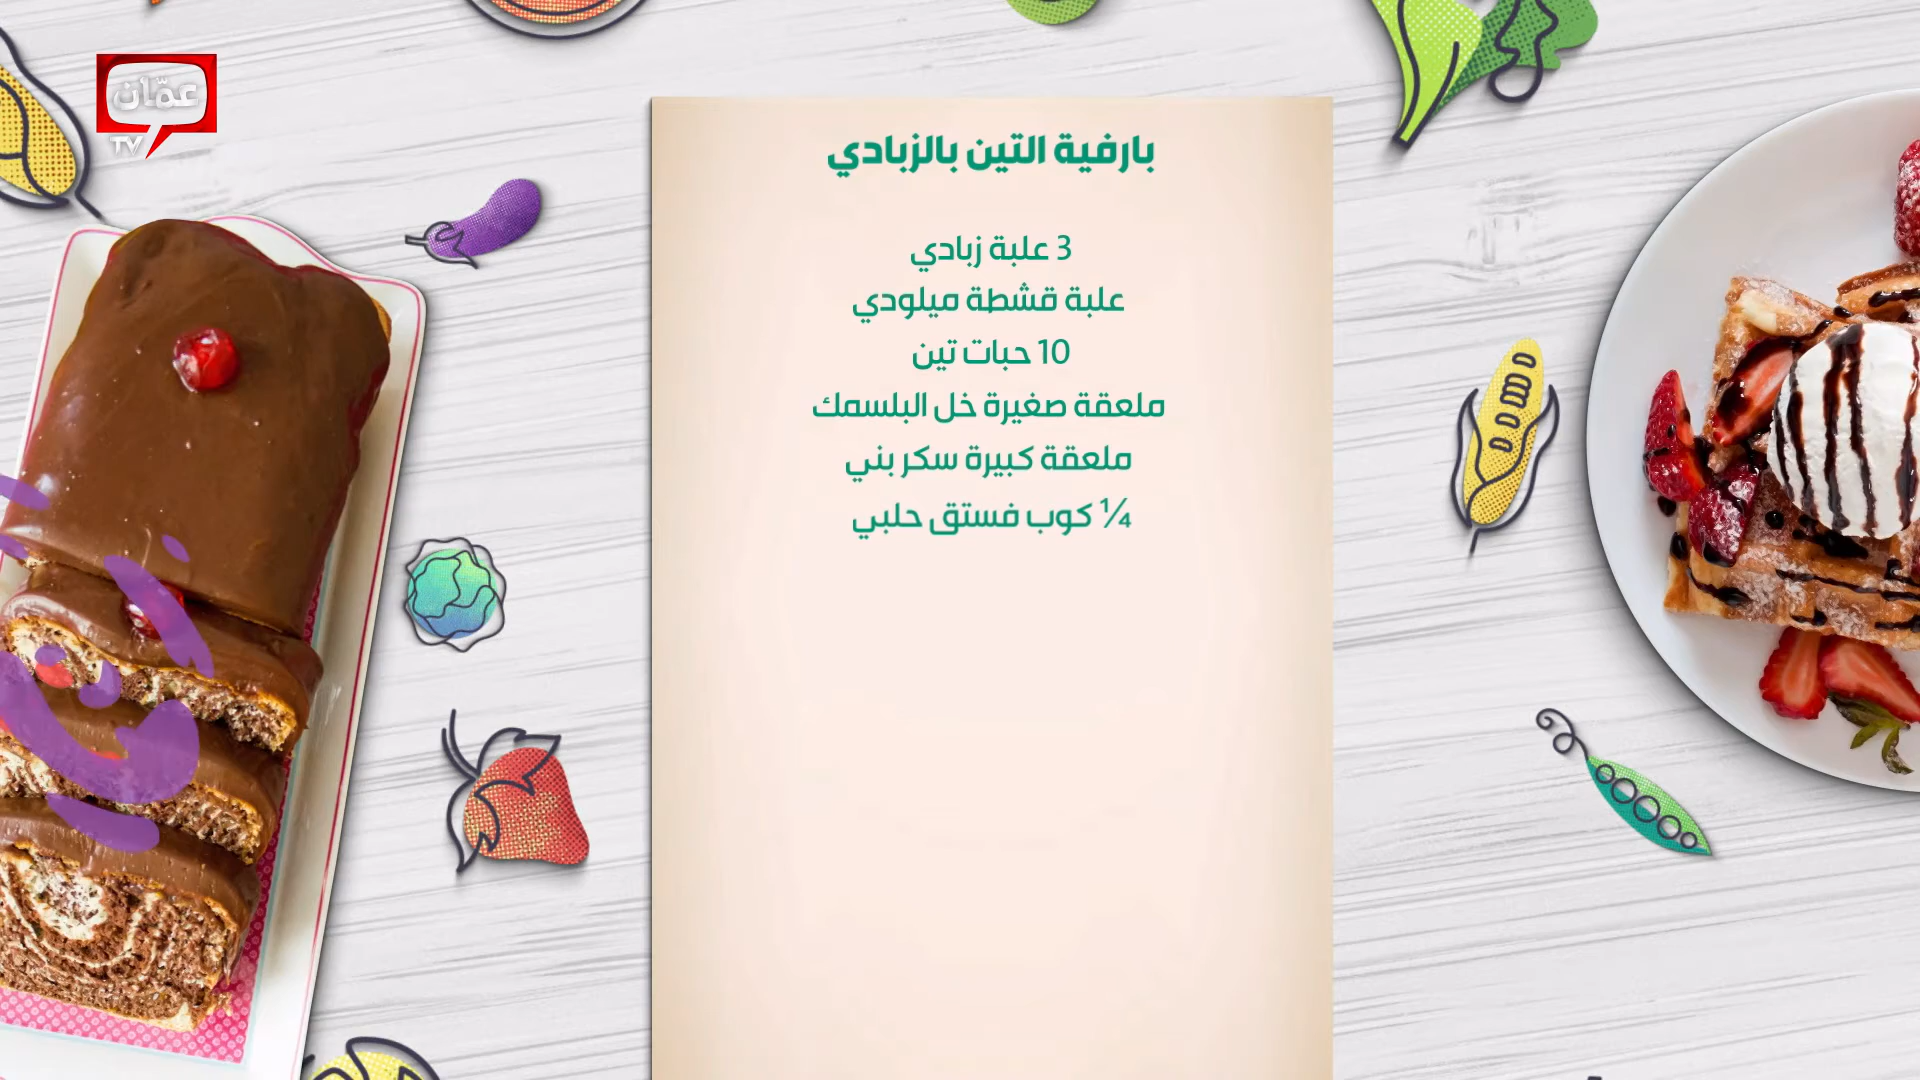 عمّان
TV
بارفية التين بالزبادي
3 علبة زبادي
علبة قشطة ميلودي
10 حبات تين
ملعقة صغيرة خل البلسمك
ملعقة كبيرة سكر بني
¼ كوب فستق حلبي